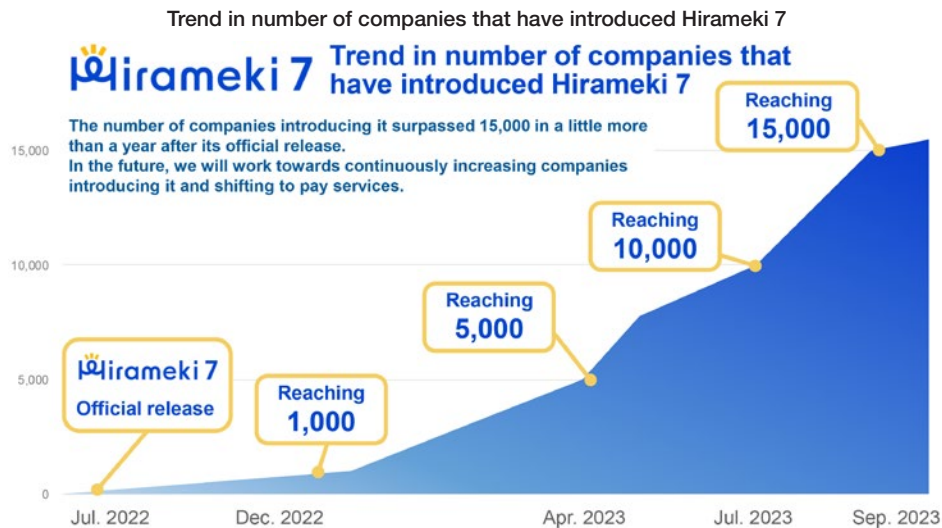 Trend in number of companies that have introduced Hirameki 7
Hirameki 7
Trend in number of companies that
have introduced Hirameki 7
The number of companies introducing it surpassed 15,000 in a little more
than a year after its official release.
In the future, we will work towards continuously increasing companies
introducing it and shifting to pay services.
Reaching
15,000
15,000
Reaching
10,000
10,000
Reaching
5,000
5,000
Hirameki 7
Official release
Reaching
1,000
0
Jul. 2022
Dec. 2022
Apr. 2023
Jul. 2023
Sep. 2023